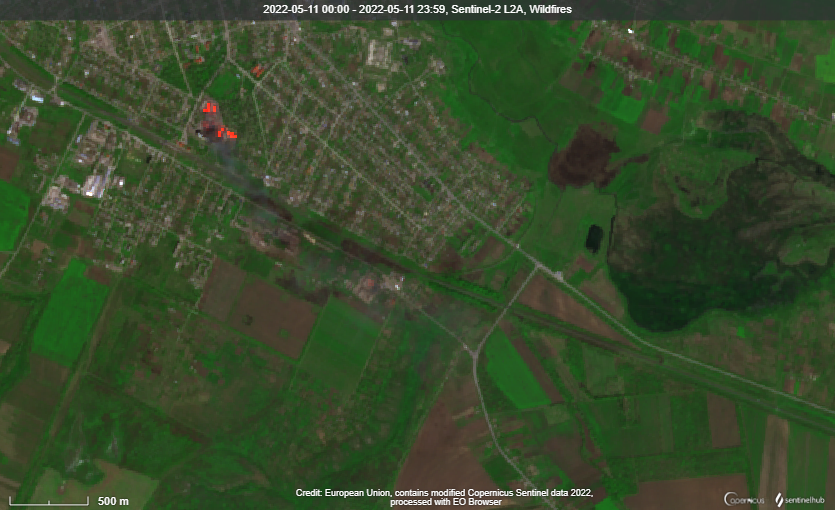 2022-05-11 00:00 - 2022-05-11 23:59, Sentinel-2 L2A, Wildfires
500 m
Credit: European Union, contains modified Copernicus Sentinel data 2022,
processed with EO Browser
Copernicus
sentinelhub